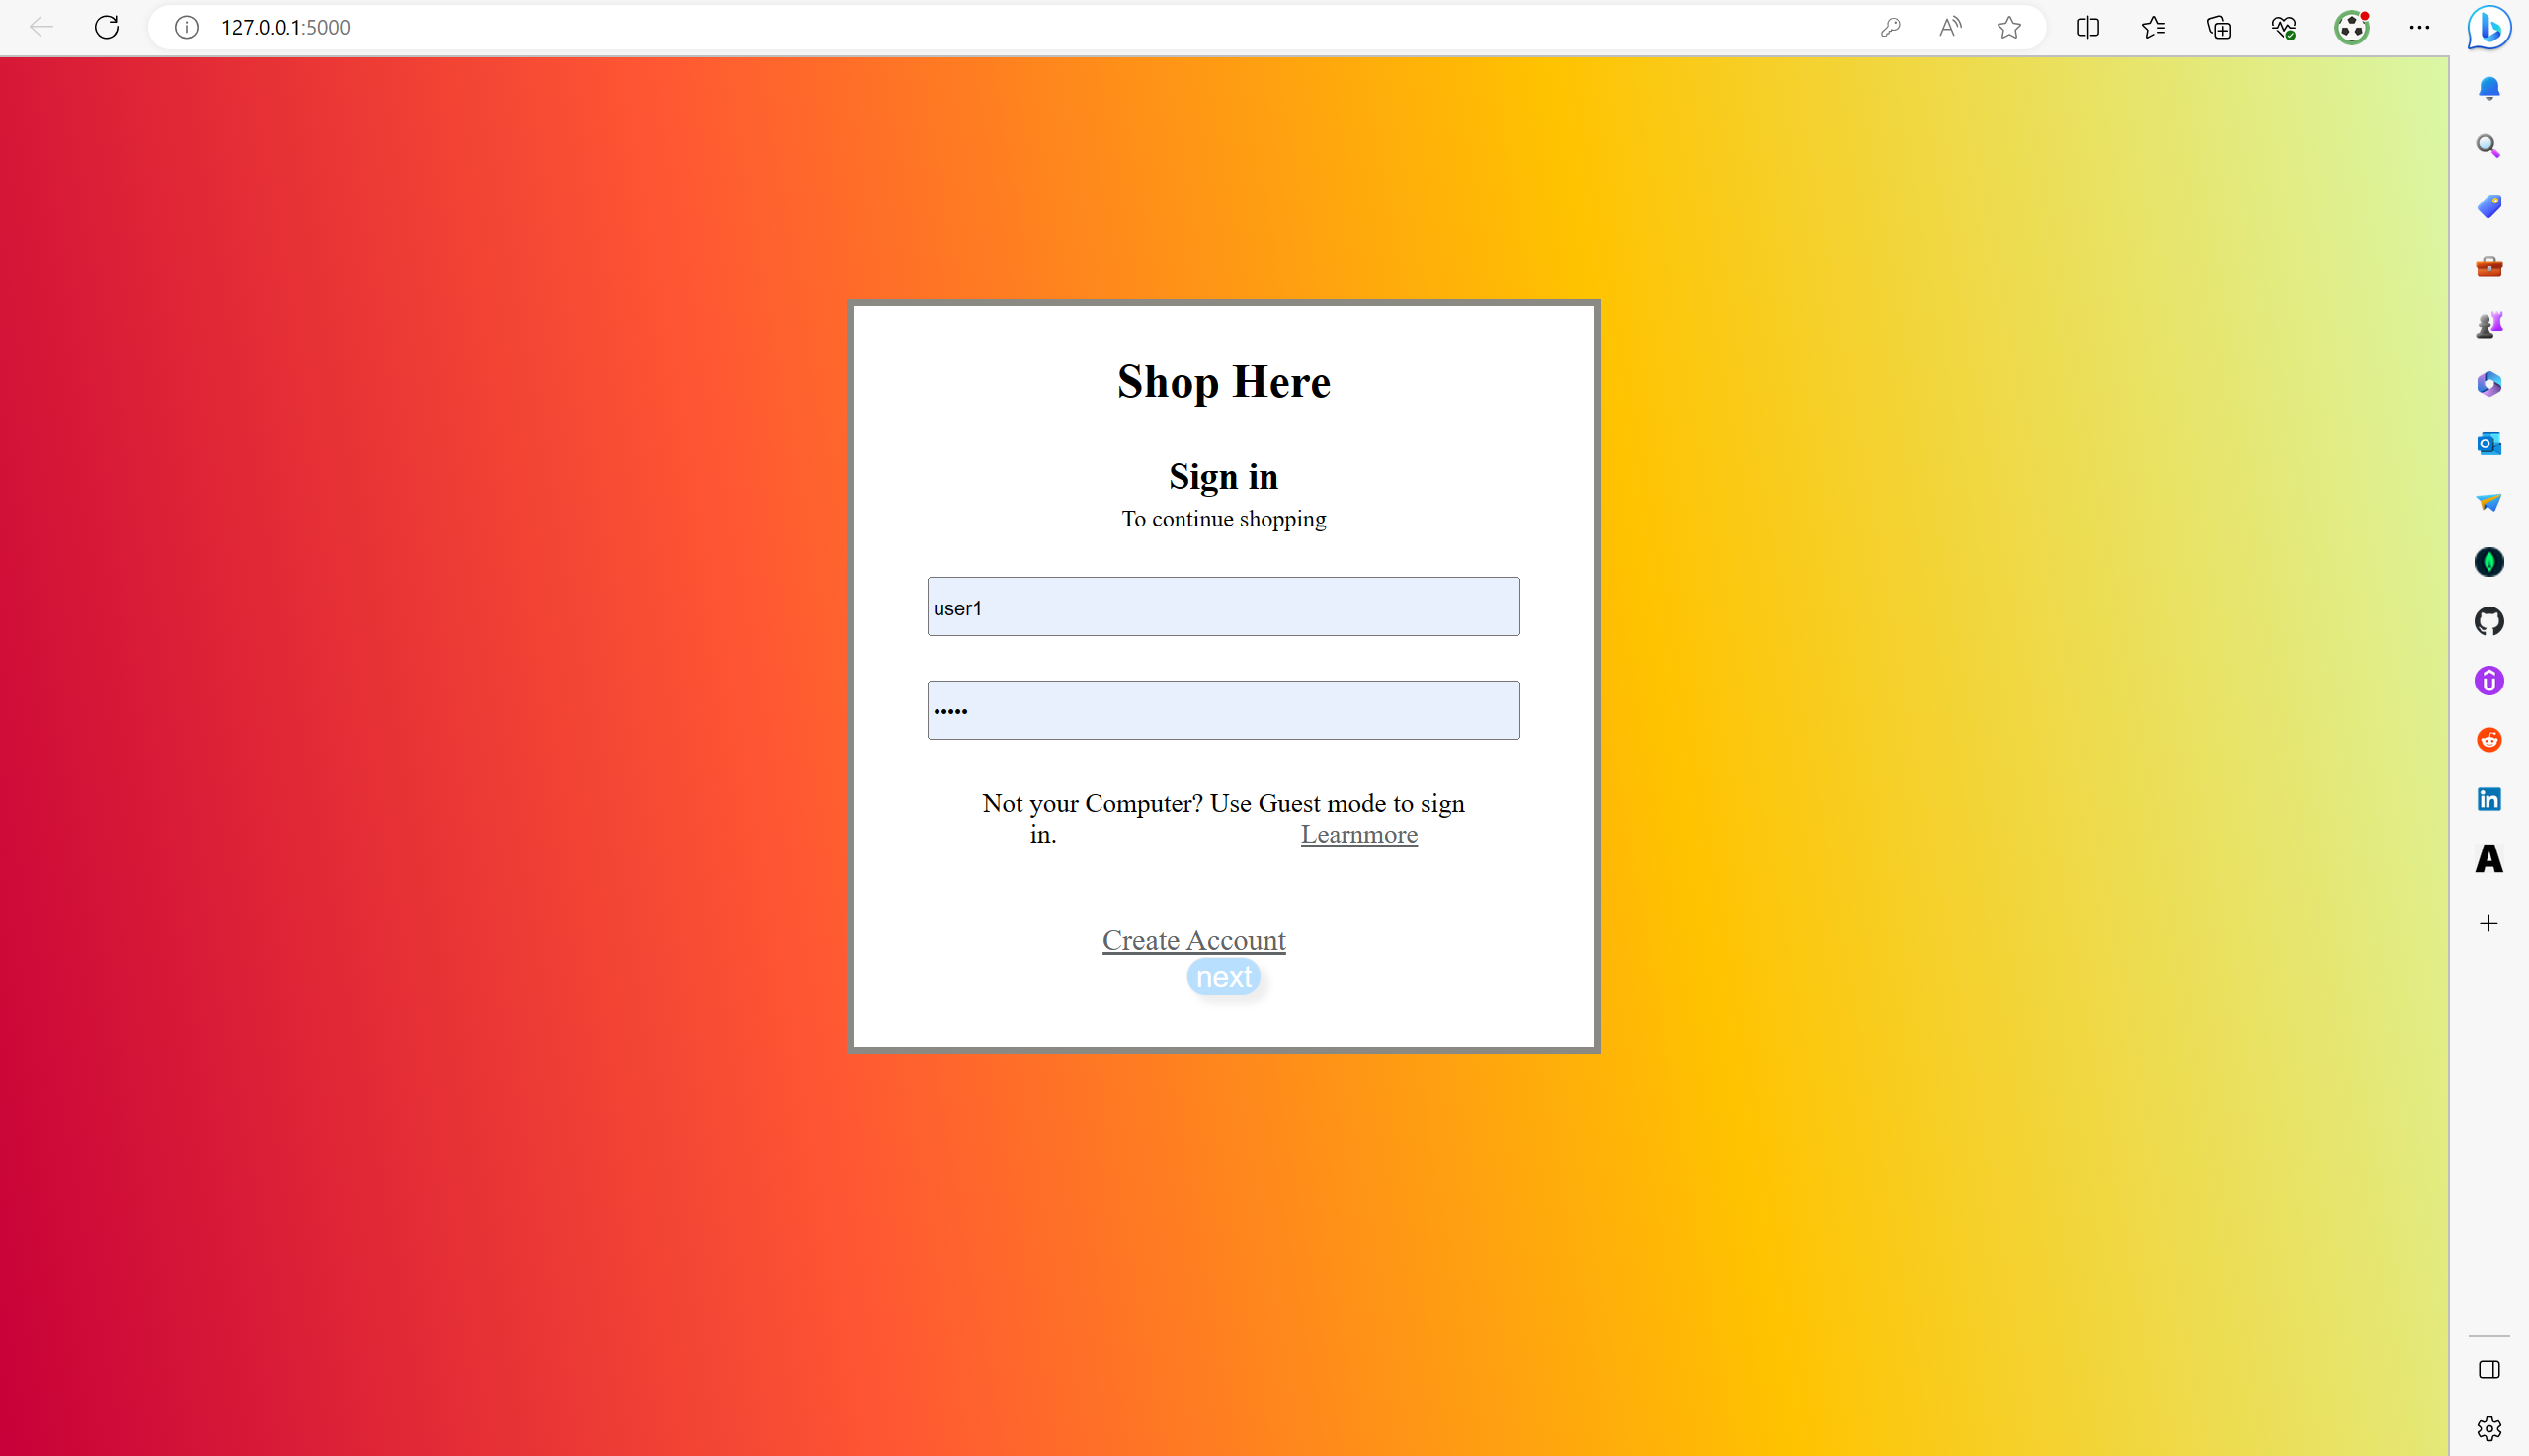 127.0.0.1:5000
Shop Here
Sign in
To continue shopping
user1
•••••
Not your Computer? Use Guest mode to sign
in. Learnmore
Create Account
next